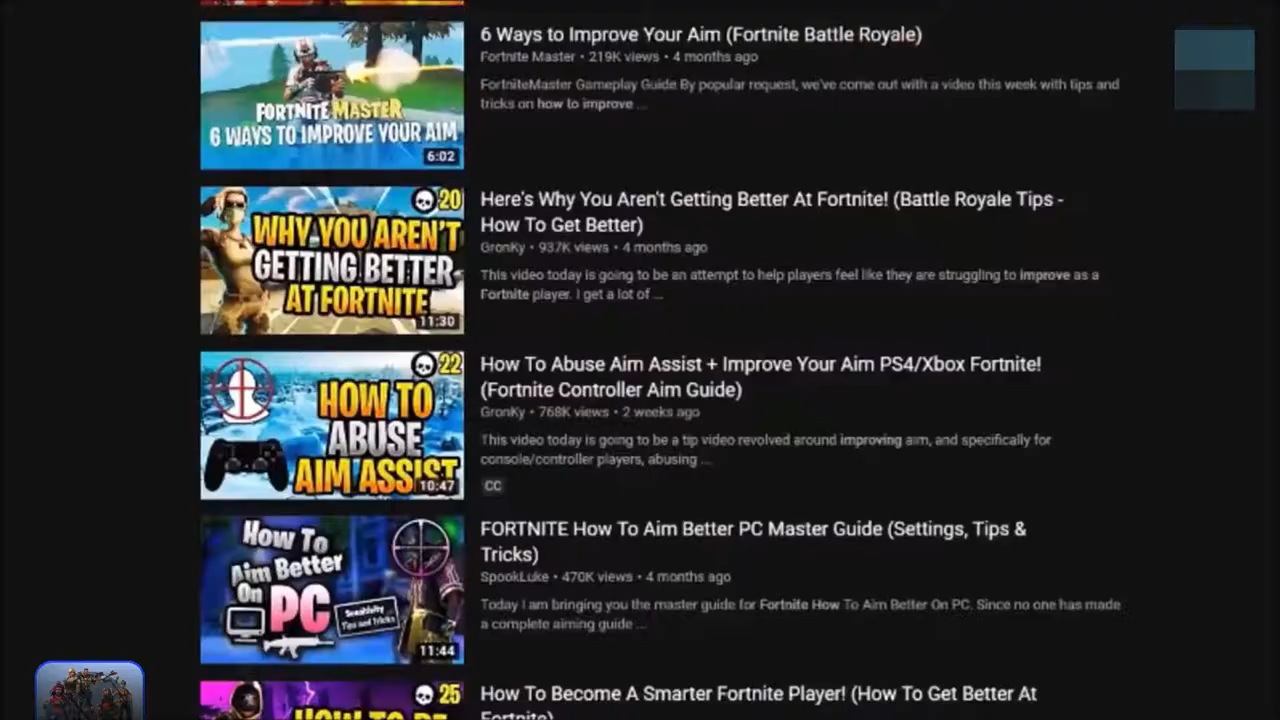 6 Ways to Improve Your Aim (Fortnite Battle Royale)
Fortnite Master • 219K views • 4 months ago
FortniteMaster Gameplay Guide By popular request, we've come out with a video this week with tips and
tricks on how to improve ...
FORTNITE MASTER
6 WAYS TO IMPROVE YOUR AIM
6:02
Here's Why You Aren't Getting Better At Fortnite! (Battle Royale Tips -
How To Get Better)
GronKy • 937K views • 4 months ago
This video today is going to be an attempt to help players feel like they are struggling to improve as a
Fortnite player. I get a lot of ...
20
WHY YOU AREN'T
GETTING BETTER
AT FORTNITE
11:30
How To Abuse Aim Assist + Improve Your Aim PS4/Xbox Fortnite!
(Fortnite Controller Aim Guide)
GronKy • 768K views • 2 weeks ago
This video today is going to be a tip video revolved around improving aim, and specifically for
console/controller players, abusing ...
CC
22
HOW TO
ABUSE
AIM ASSIST
10:47
FORTNITE How To Aim Better PC Master Guide (Settings, Tips &
Tricks)
SpookLuke • 470K views • 4 months ago
Today I am bringing you the master guide for Fortnite How To Aim Better On PC. Since no one has made
a complete aiming guide ...
How To
Aim Better
On PC
Sensitivity
Tips and Tricks
11:44
How To Become A Smarter Fortnite Player! (How To Get Better At
Fortnite)
25
HOW TO BE